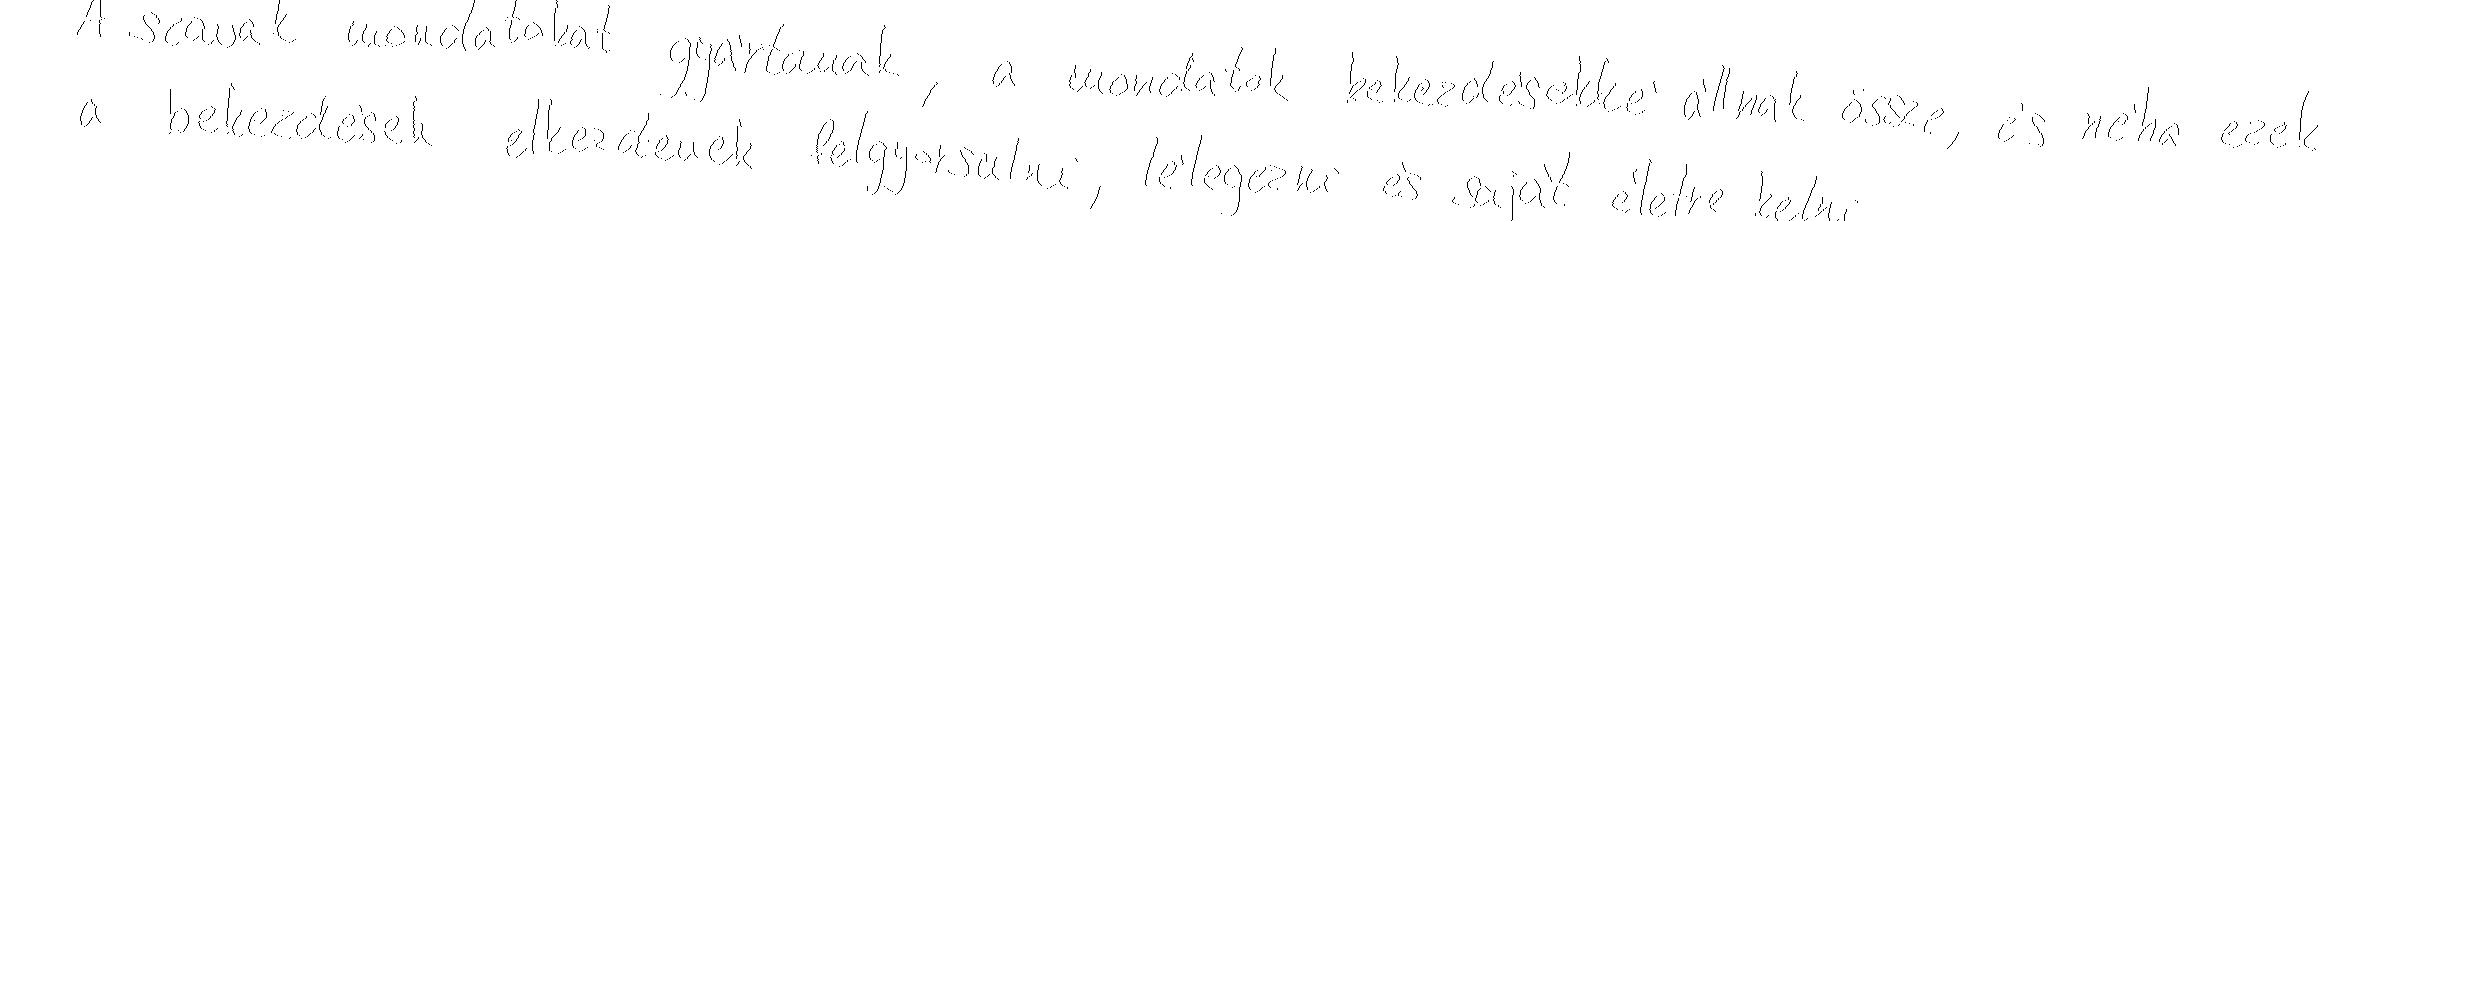 A szavak mondatokat gyártanak, a mondatok bekezdésekké állnak össze, és néha ezek
a bekezdések elkezdenek felgyorsulni, lélegezni és saját életre kelni